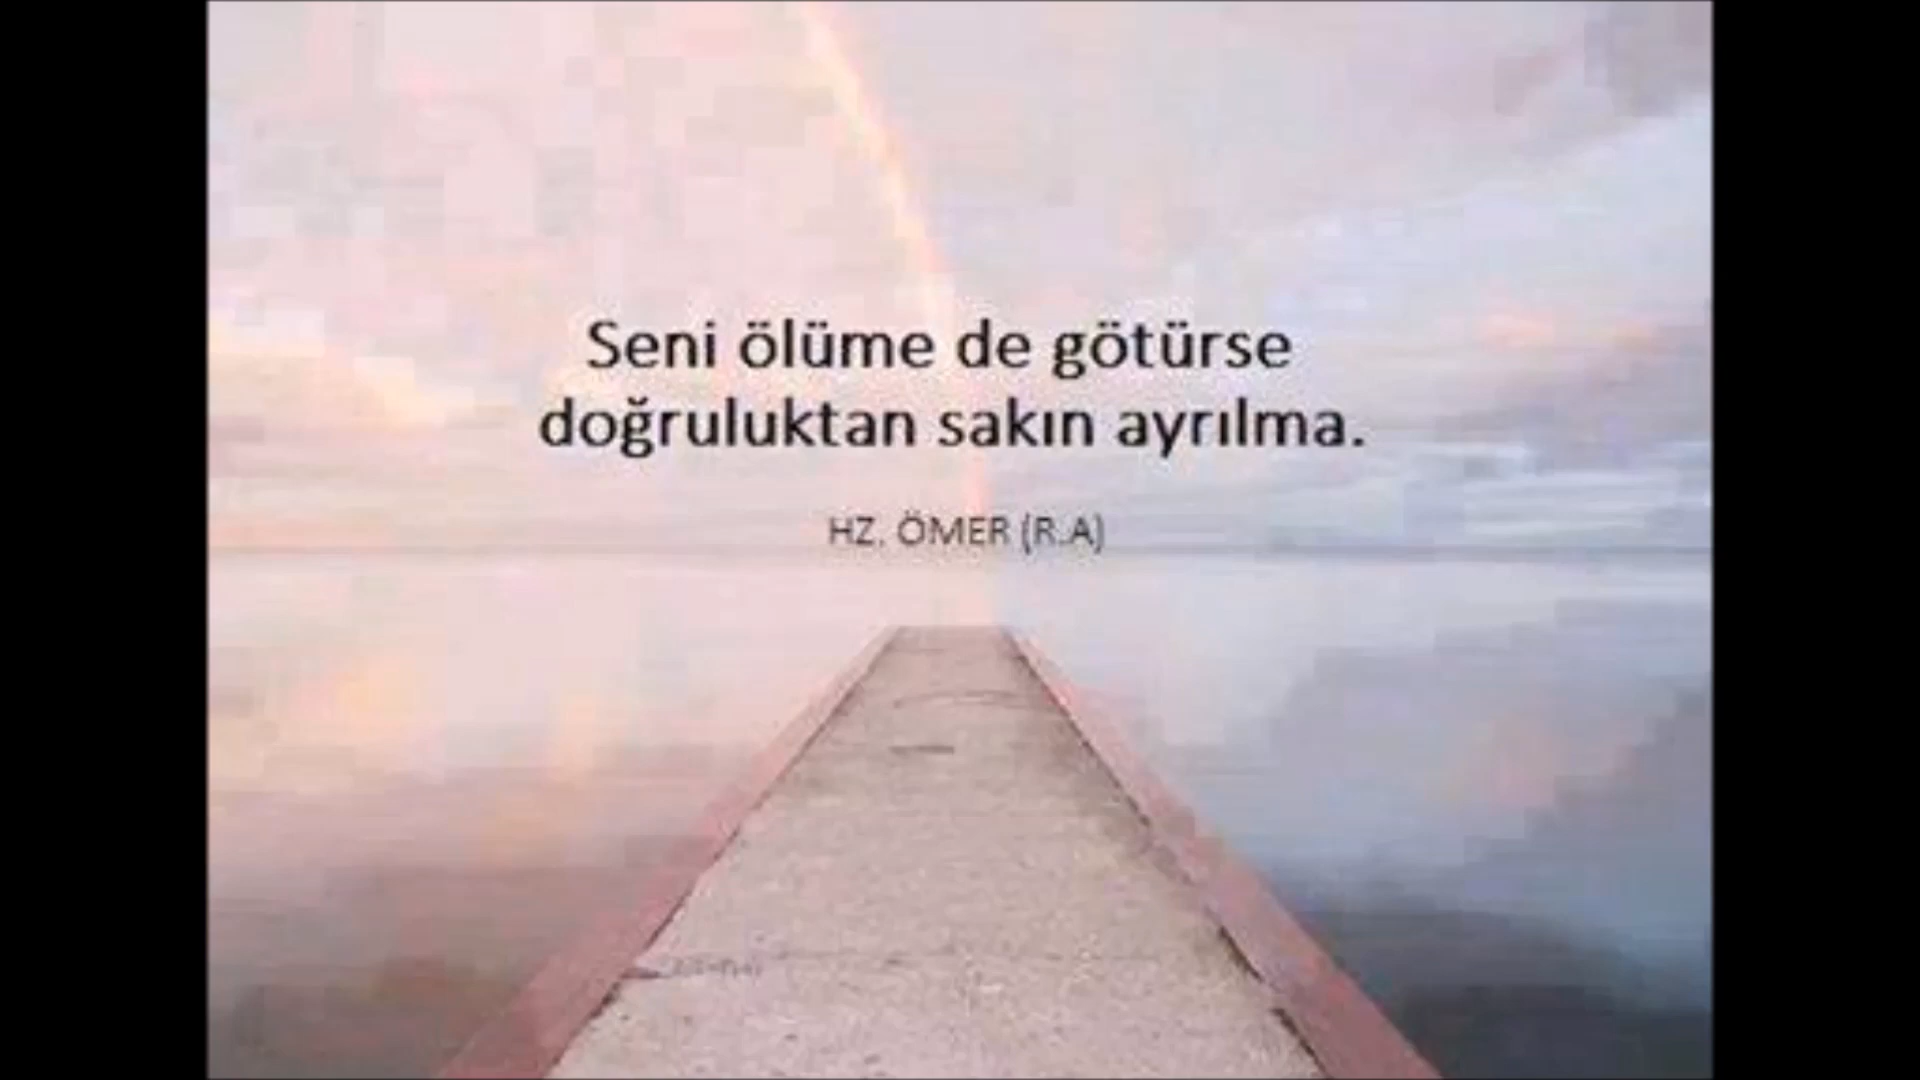 Seni ölüme de götürse
doğruluktan sakın ayrılma.
HZ. ÖMER (R.A)